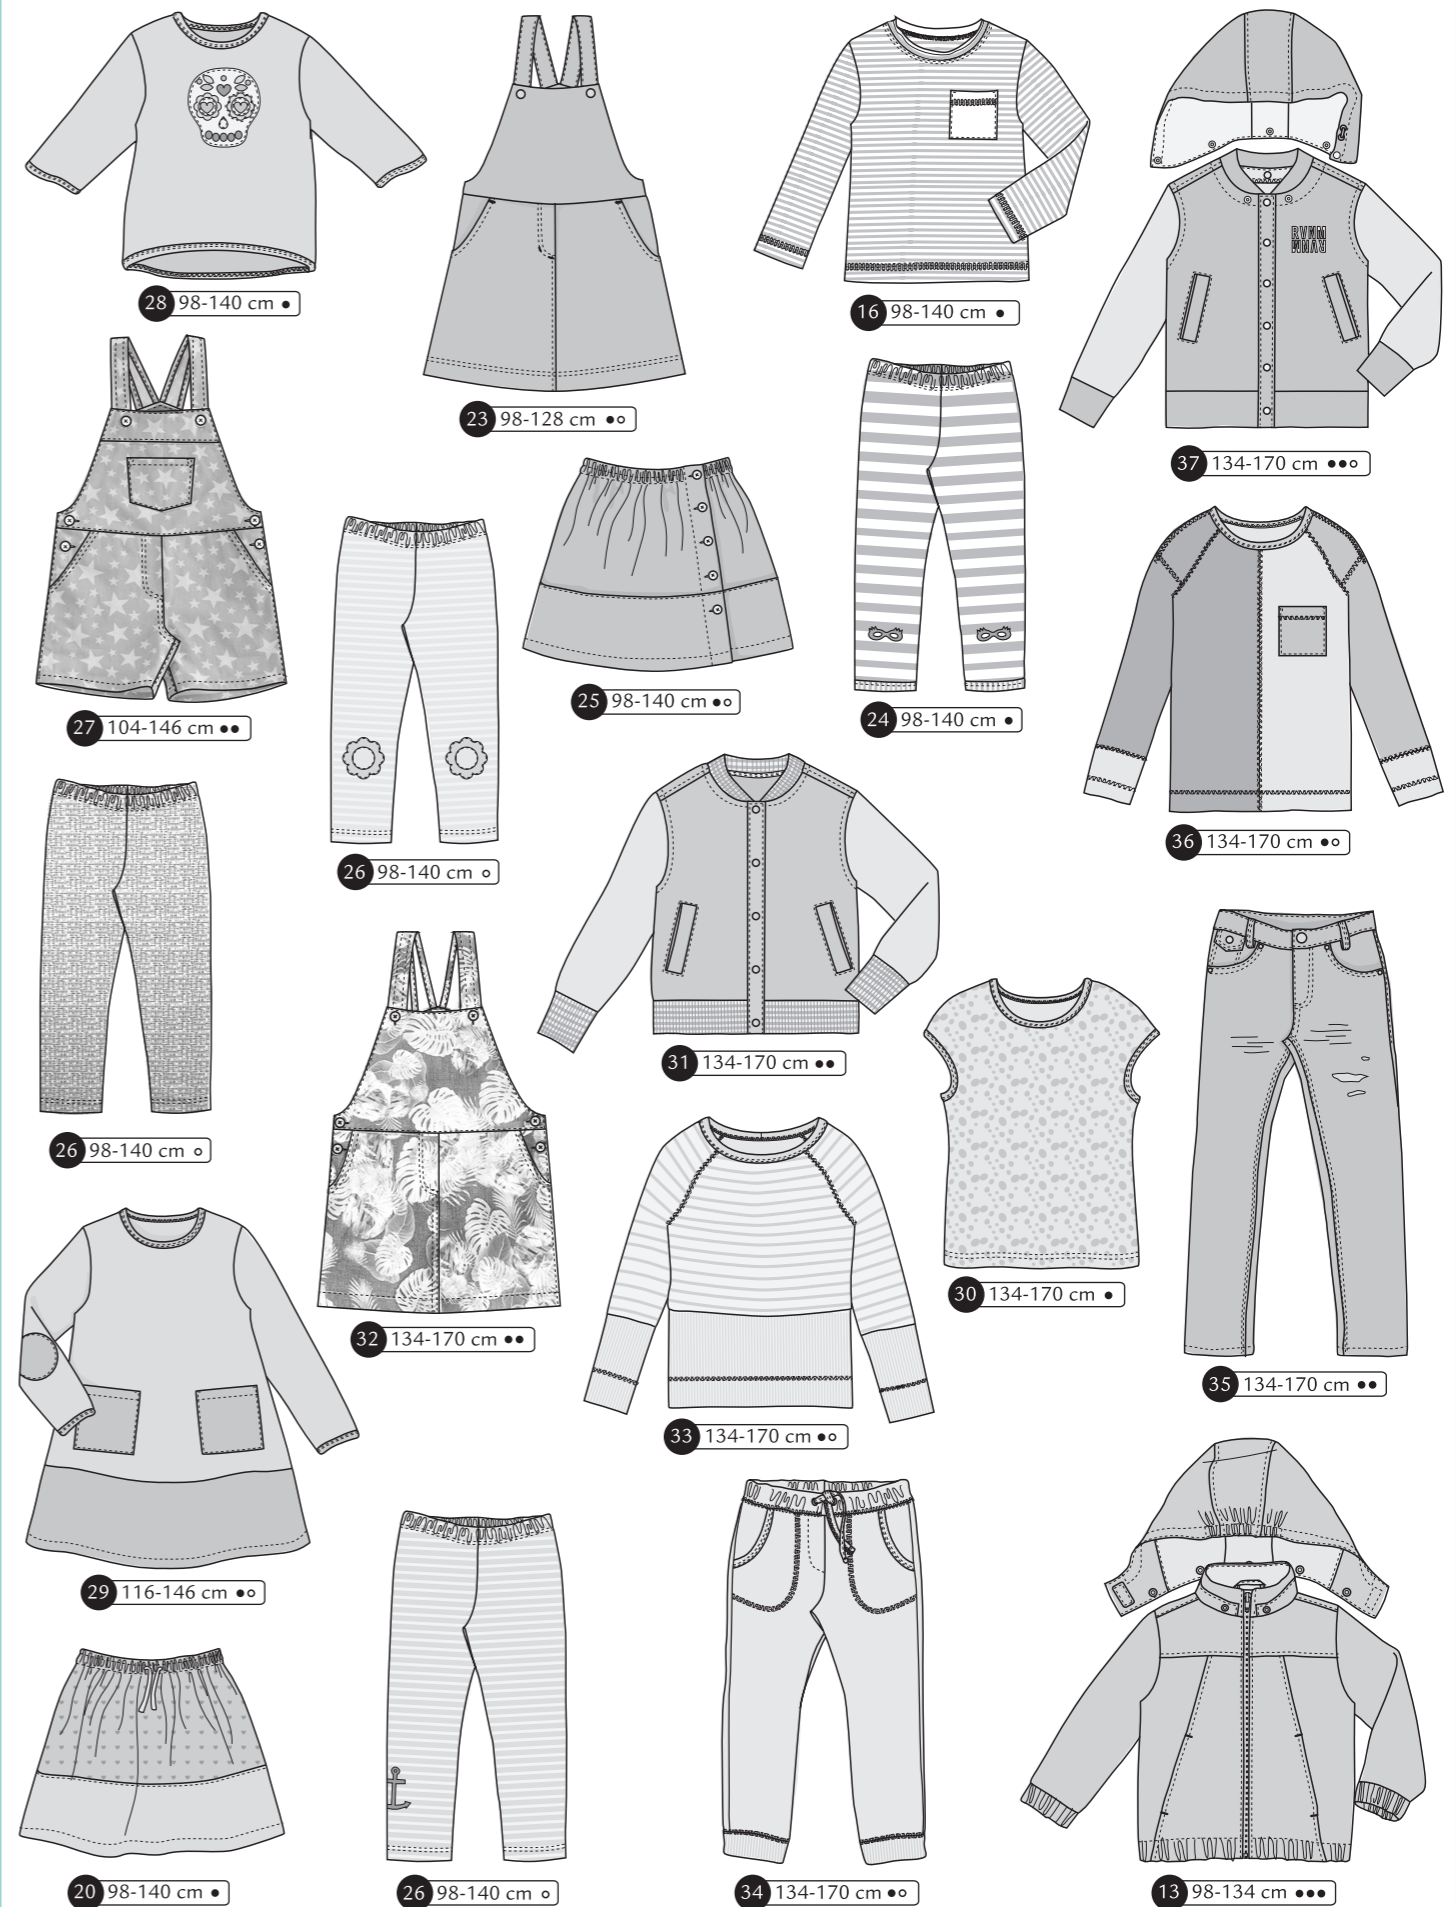 28 98-140 cm ●
23 98-128 cm ●○
16 98-140 cm ●
RVNM
RVNM
37 134-170 cm ●●○
27 104-146 cm ●●
26 98-140 cm ○
25 98-140 cm ●○
24 98-140 cm ●
36 134-170 cm ●○
26 98-140 cm ○
32 134-170 cm ●●
31 134-170 cm ●●
30 134-170 cm ●
35 134-170 cm ●●
29 116-146 cm ●○
33 134-170 cm ●○
20 98-140 cm ●
26 98-140 cm ○
34 134-170 cm ●○
13 98-134 cm ●●●